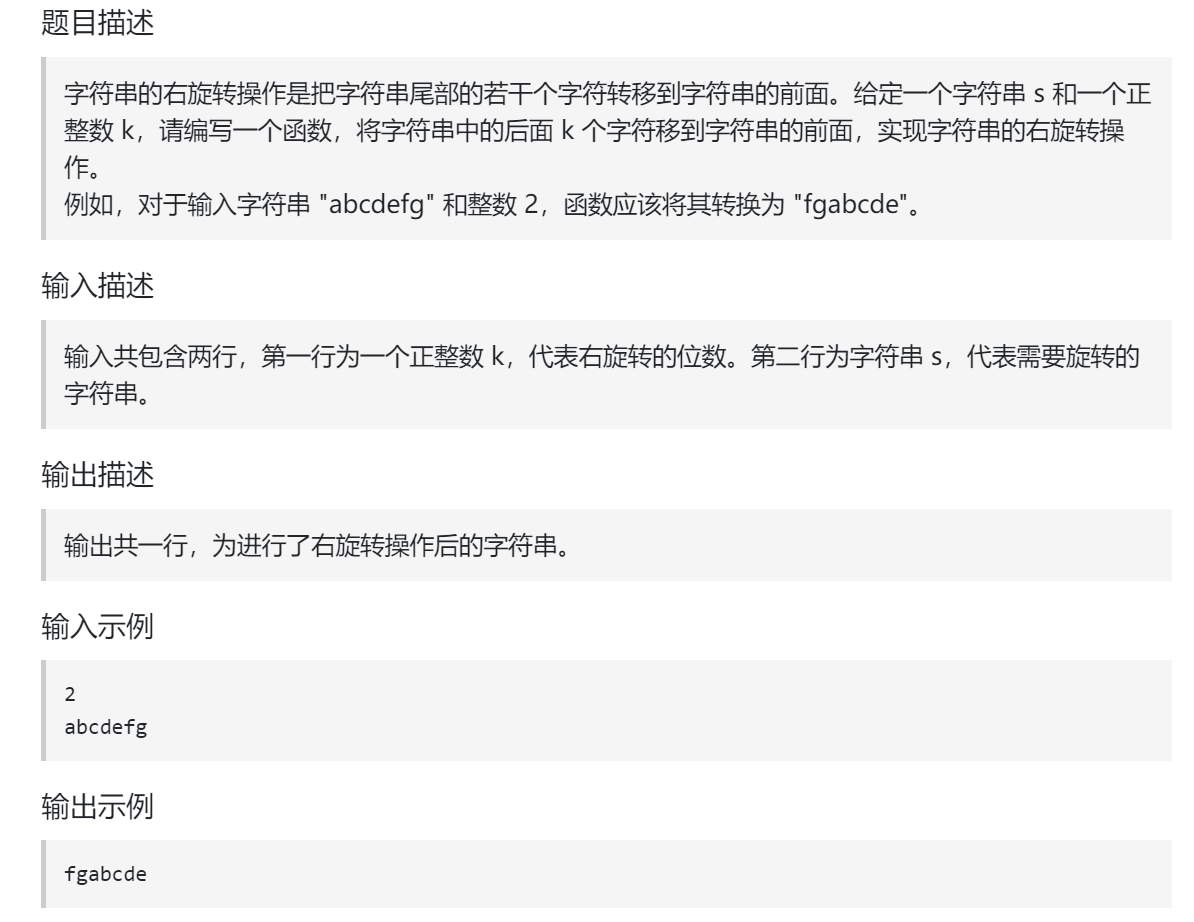 题目描述
字符串的右旋转操作是把字符串尾部的若干个字符转移到字符串的前面。给定一个字符串 s 和一个正
整数 k，请编写一个函数，将字符串中的后面 k 个字符移到字符串的前面，实现字符串的右旋转操
作。
例如，对于输入字符串 "abcdefg" 和整数 2，函数应该将其转换为 "fgabcde"。
输入描述
输入共包含两行，第一行为一个正整数 k，代表右旋转的位数。第二行为字符串 s，代表需要旋转的
字符串。
输出描述
输出共一行，为进行了右旋转操作后的字符串。
输入示例
2
abcdefg
输出示例
fgabcde